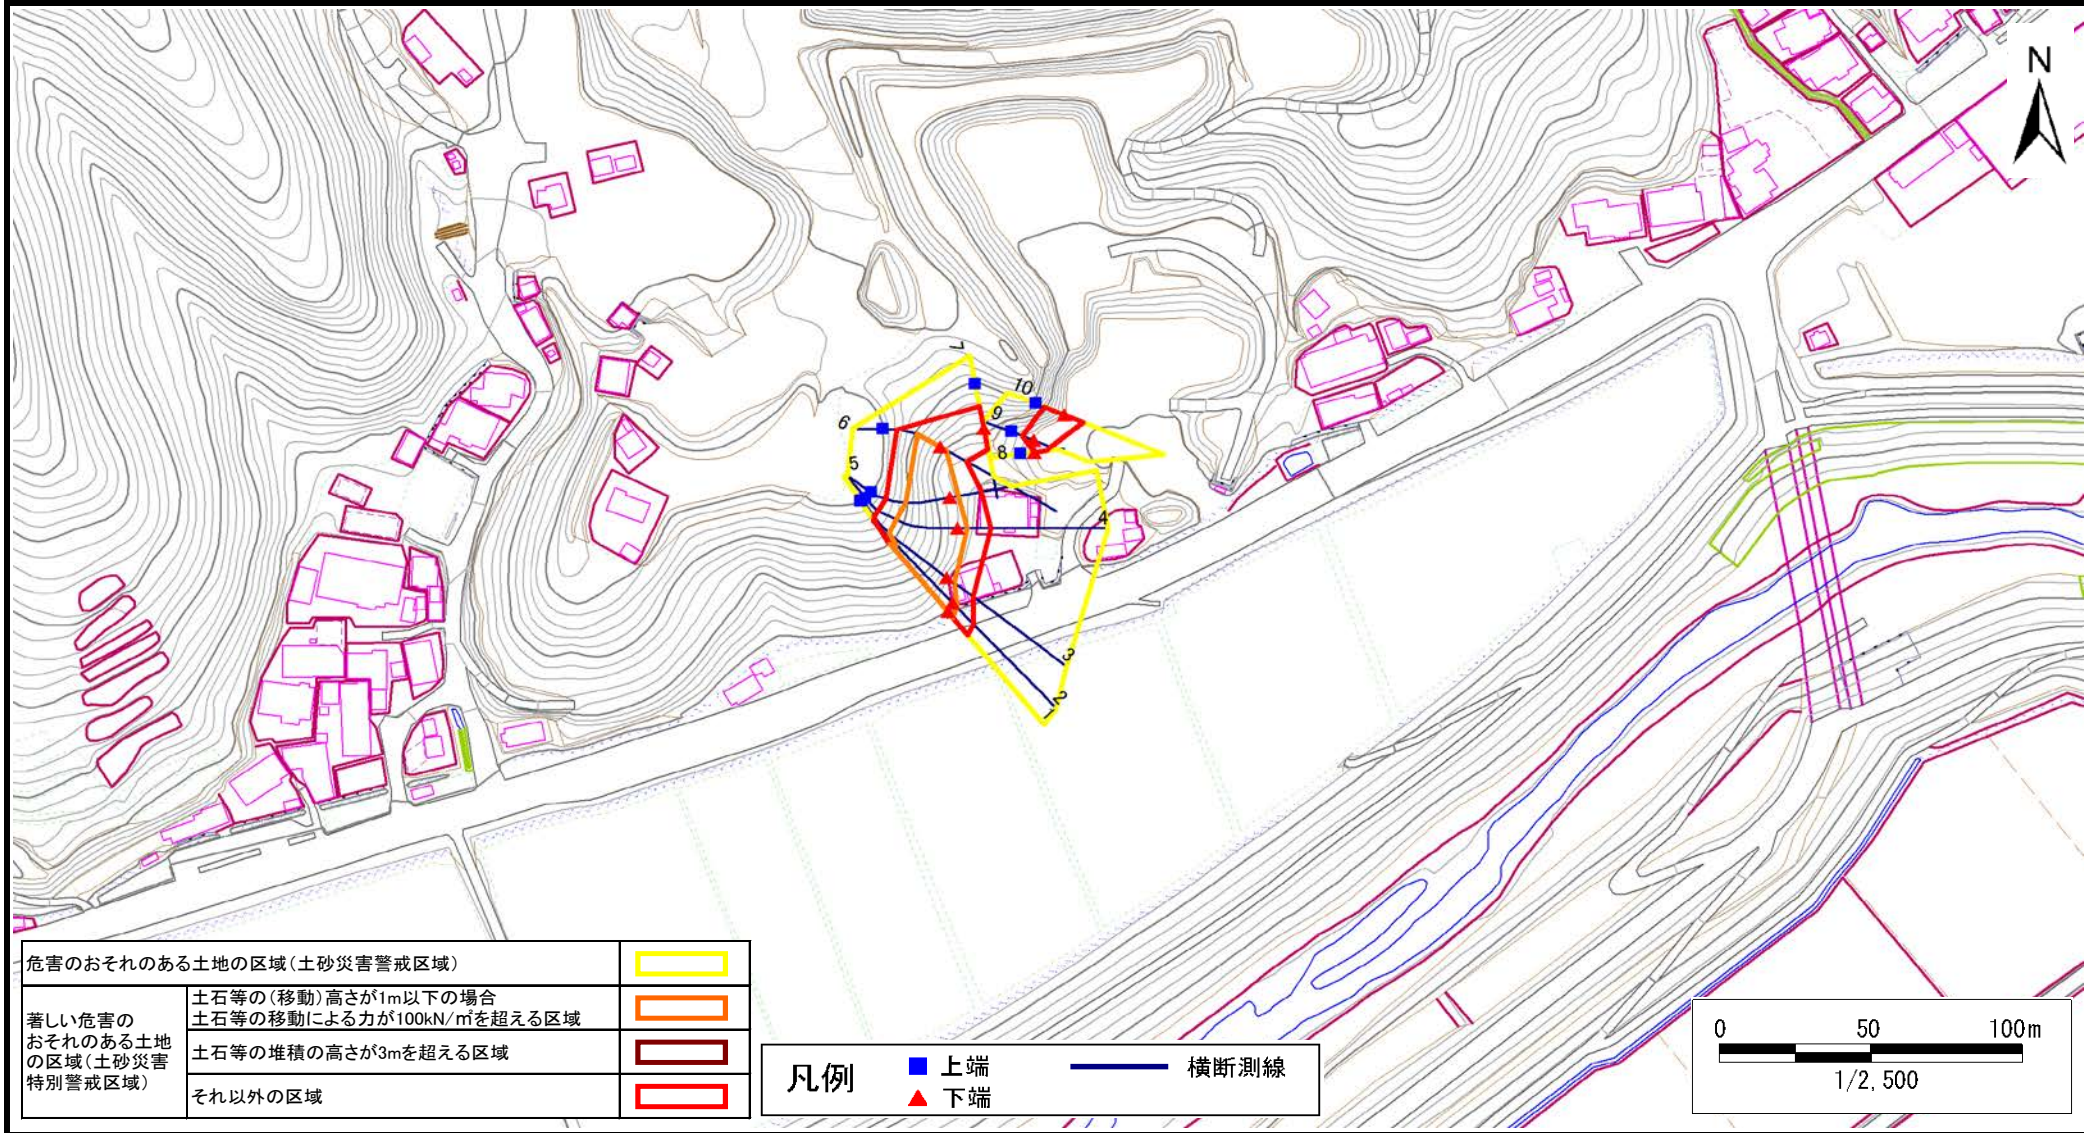 N
7
10
9
6
8
5
4
3
2
1
危害のおそれのある土地の区域(土砂災害警戒区域)
著しい危害の
おそれのある土地
の区域(土砂災害
特別警戒区域)
土石等の(移動)高さが1m以下の場合
土石等の移動による力が100kN/㎡を超える区域
土石等の堆積の高さが3mを超える区域
それ以外の区域
凡例
上端
下端
横断測線
0 50 100m
1/2,500